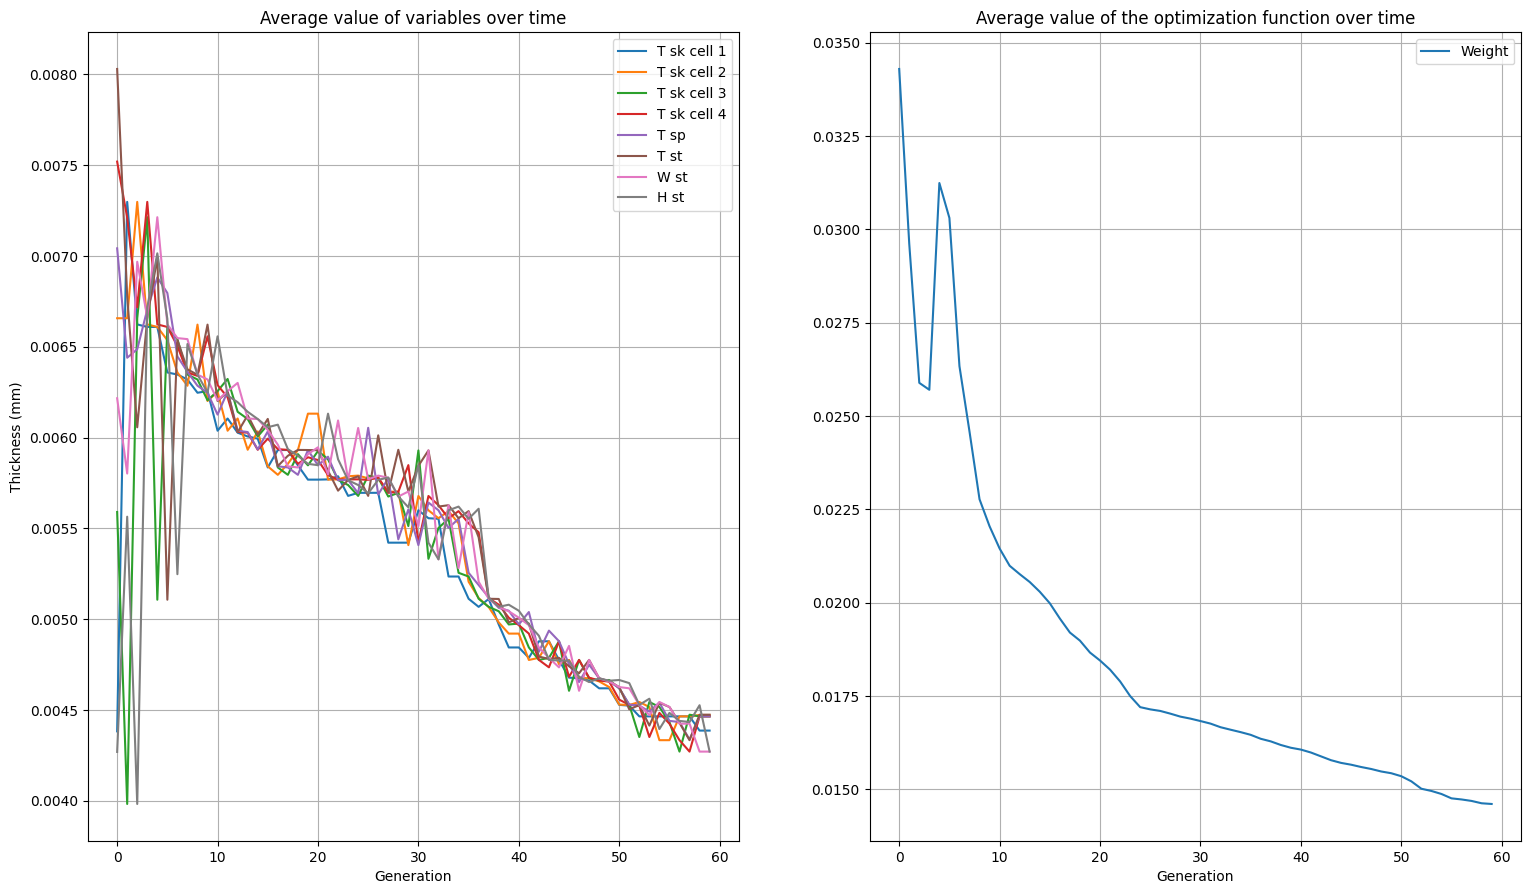 Average value of variables over time
T sk cell 1
T sk cell 2
T sk cell 3
T sk cell 4
T sp
T st
W st
H st
0.0080
0.0075
0.0070
0.0065
0.0060
0.0055
0.0050
0.0045
0.0040
Thickness (mm)
0 10 20 30 40 50 60
Generation
Average value of the optimization function over time
Weight
0.0350
0.0325
0.0300
0.0275
0.0250
0.0225
0.0200
0.0175
0.0150
0 10 20 30 40 50 60
Generation